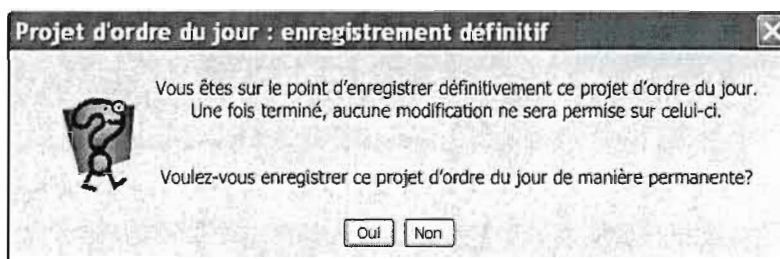 Projet d'ordre du jour : enregistrement définitif
Vous êtes sur le point d'enregistrer définitivement ce projet d'ordre du jour.
Une fois terminé, aucune modification ne sera permise sur celui-ci.
Voulez-vous enregistrer ce projet d'ordre du jour de manière permanente?
Oui Non